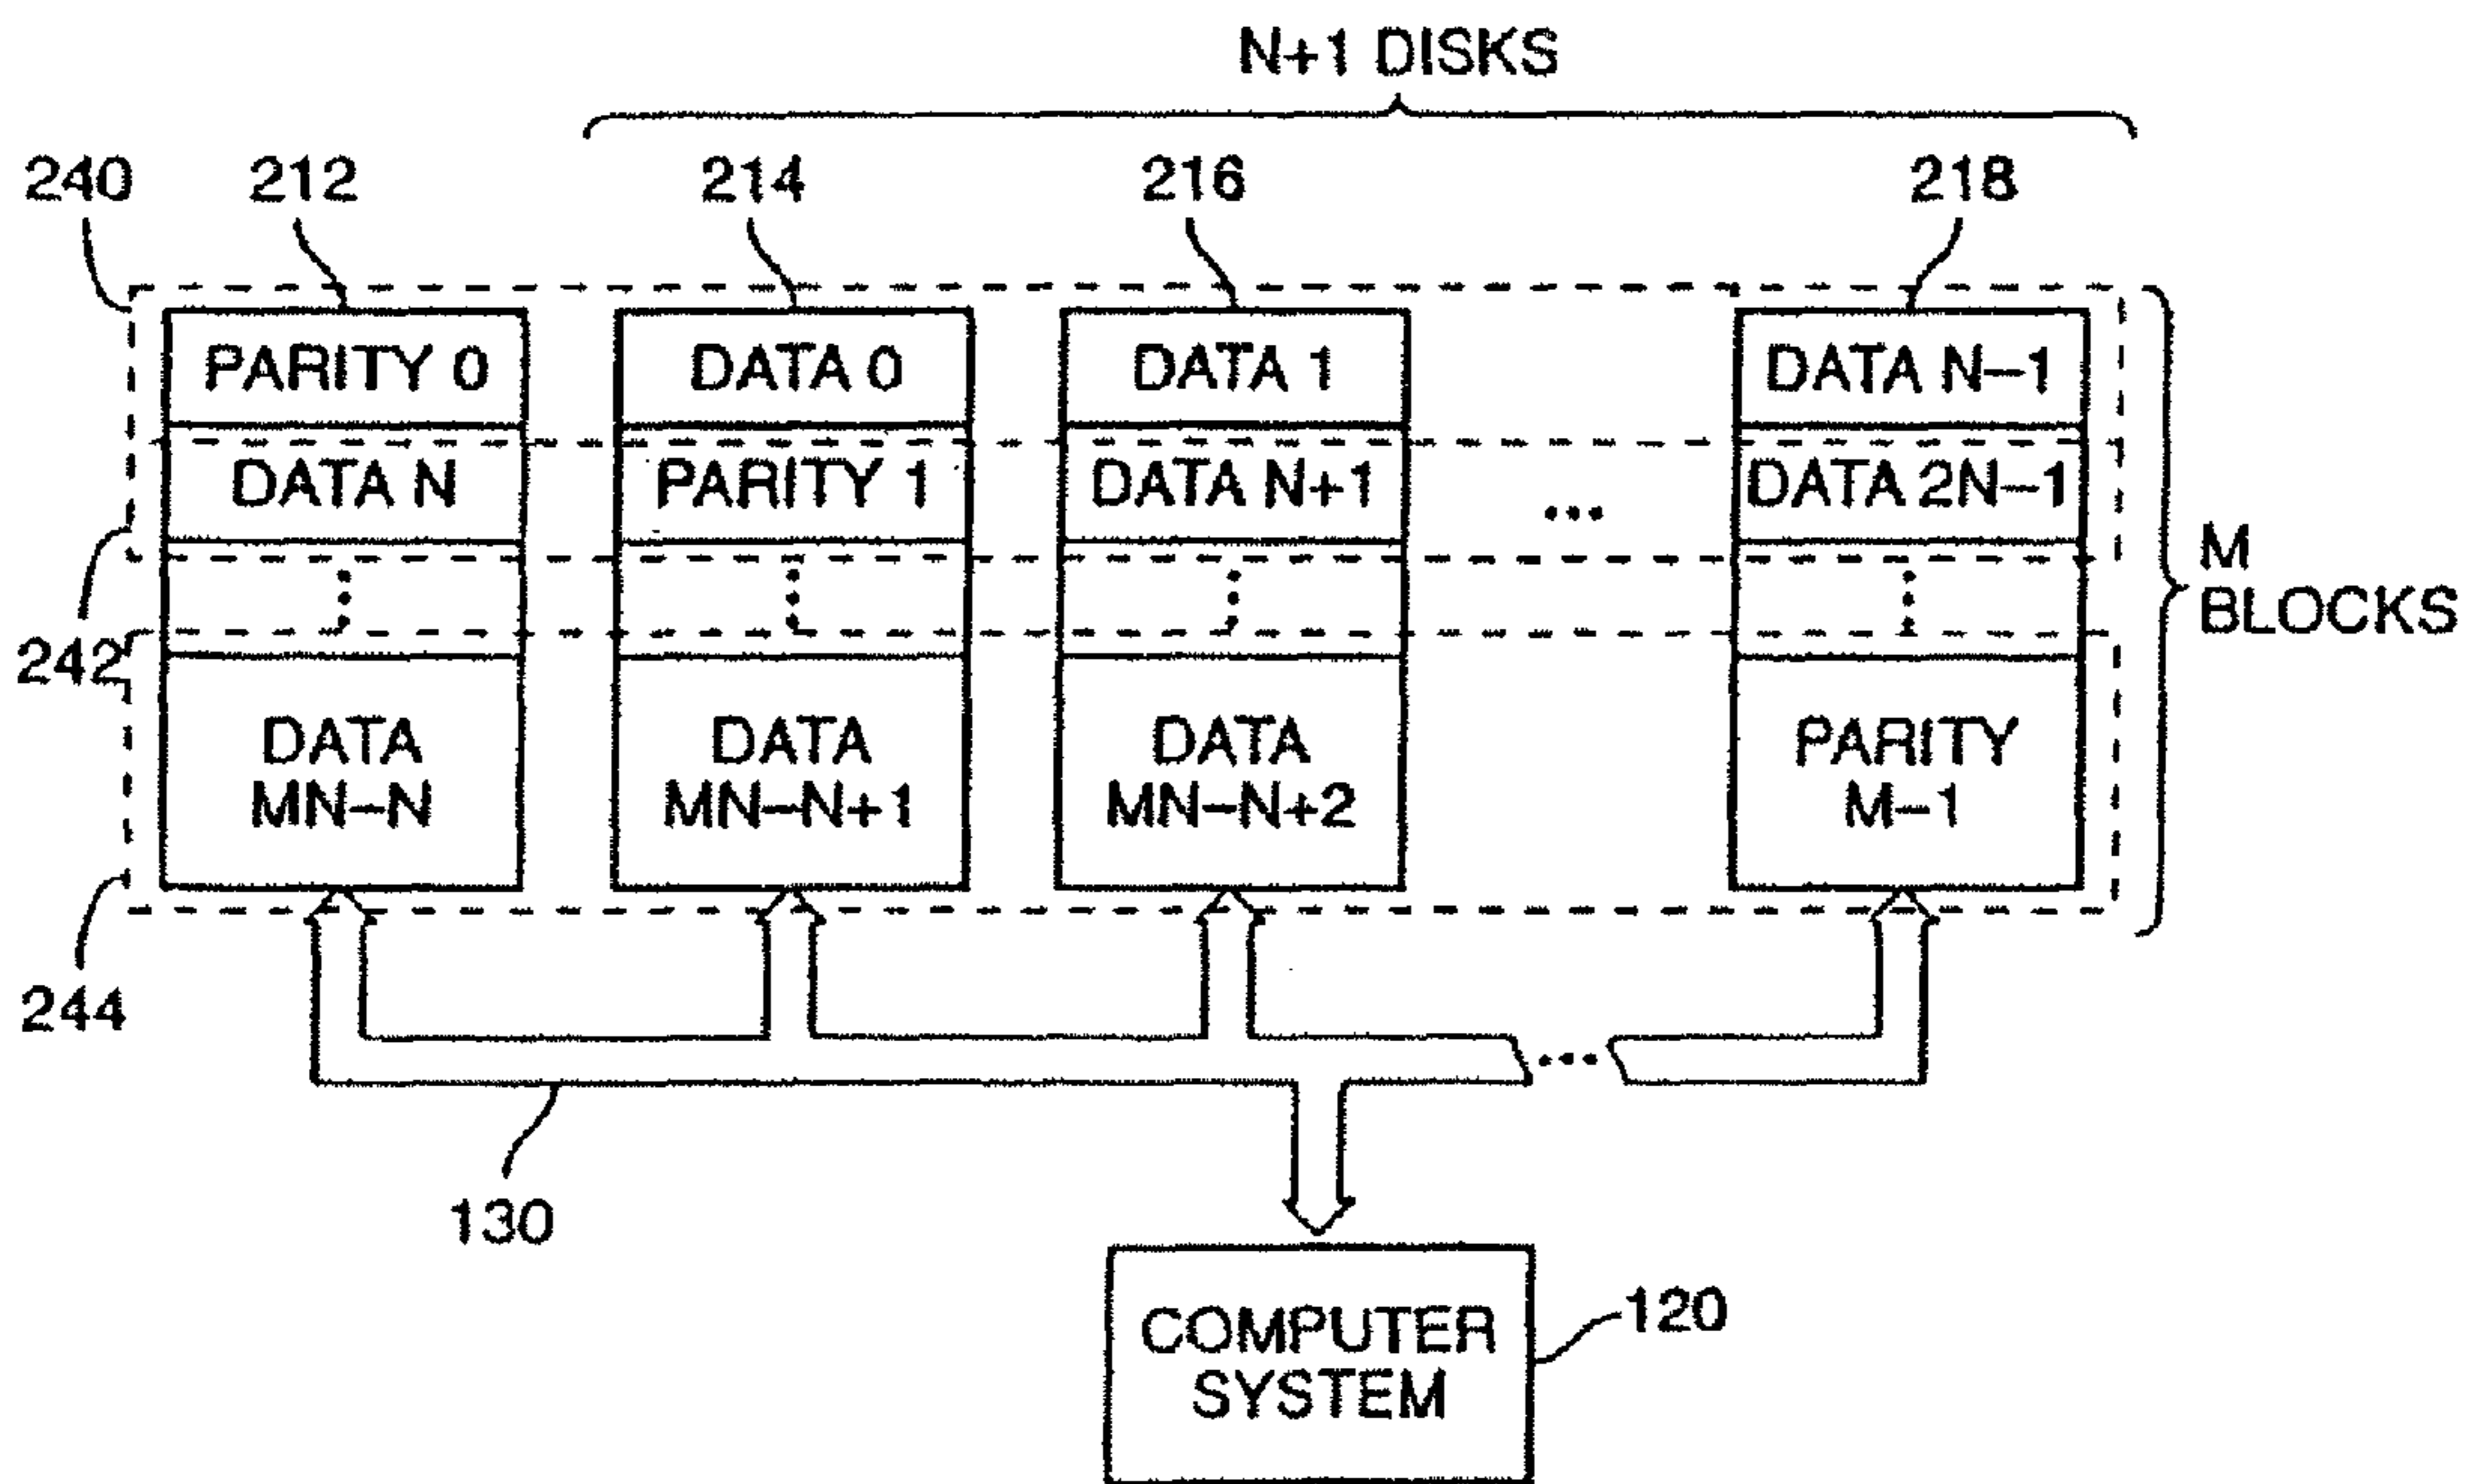 N+1 DISKS
240 212 214 216 218
PARITY 0 DATA 0 DATA 1 DATA N-1
DATA N PARITY 1 DATA N+1 ... DATA 2N-1
M
BLOCKS
242
DATA
MN-N
DATA
MN-N+1
DATA
MN-N+2
PARITY
M-1
244
...
130
COMPUTER
SYSTEM
120